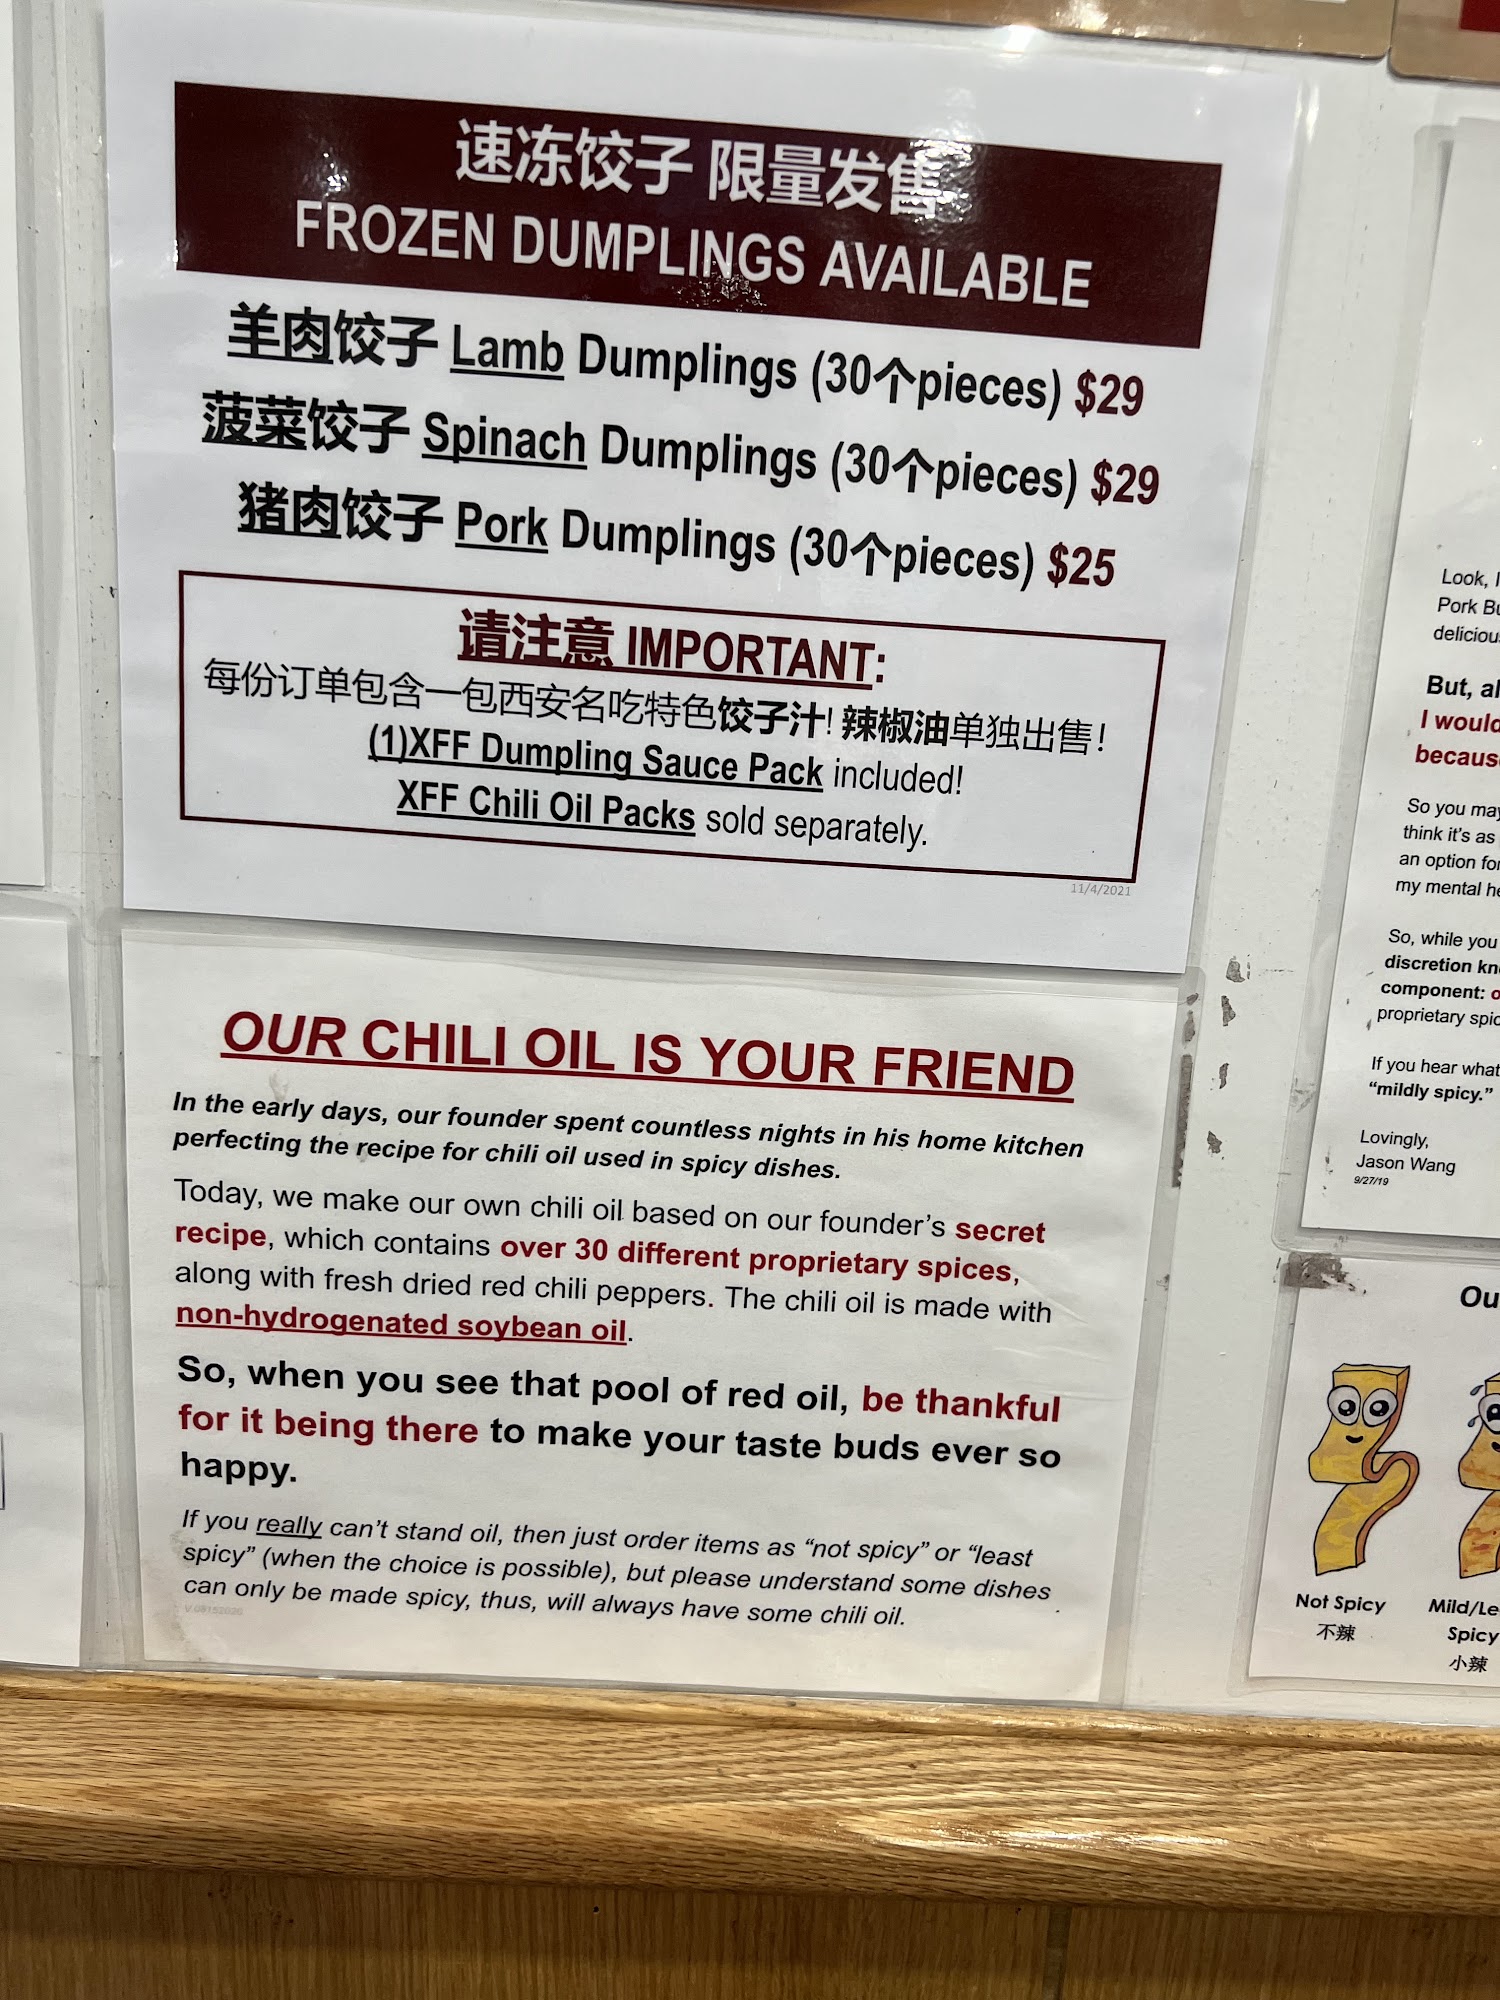 速冻饺子 限量发售
FROZEN DUMPLINGS AVAILABLE
羊肉饺子 Lamb Dumplings (30个pieces) $29
菠菜饺子 Spinach Dumplings (30个pieces) $29
猪肉饺子 Pork Dumplings (30个pieces) $25
请注意 IMPORTANT:
每份订单包含一包西安名吃特色饺子汁! 辣椒油单独出售!
(1)XFF Dumpling Sauce Pack included!
XFF Chili Oil Packs sold separately.
11/4/2021
OUR CHILI OIL IS YOUR FRIEND
In the early days, our founder spent countless nights in his home kitchen
perfecting the recipe for chili oil used in spicy dishes.
Today, we make our own chili oil based on our founder's secret
recipe, which contains over 30 different proprietary spices,
along with fresh dried red chili peppers. The chili oil is made with
non-hydrogenated soybean oil.
So, when you see that pool of red oil, be thankful
for it being there to make your taste buds ever so
happy.
If you really can't stand oil, then just order items as "not spicy" or "least
spicy" (when the choice is possible), but please understand some dishes
can only be made spicy, thus, will always have some chili oil.
Look, I
Pork Bu
deliciou
But, al
I would
becaus
So you may
think it's as
an option for
my mental he
So, while you
discretion kn
component: o
proprietary spic
If you hear what
"mildly spicy."
Lovingly,
Jason Wang
9/27/19
Ou
Not Spicy
不辣
Mild/Le
Spicy
小辣